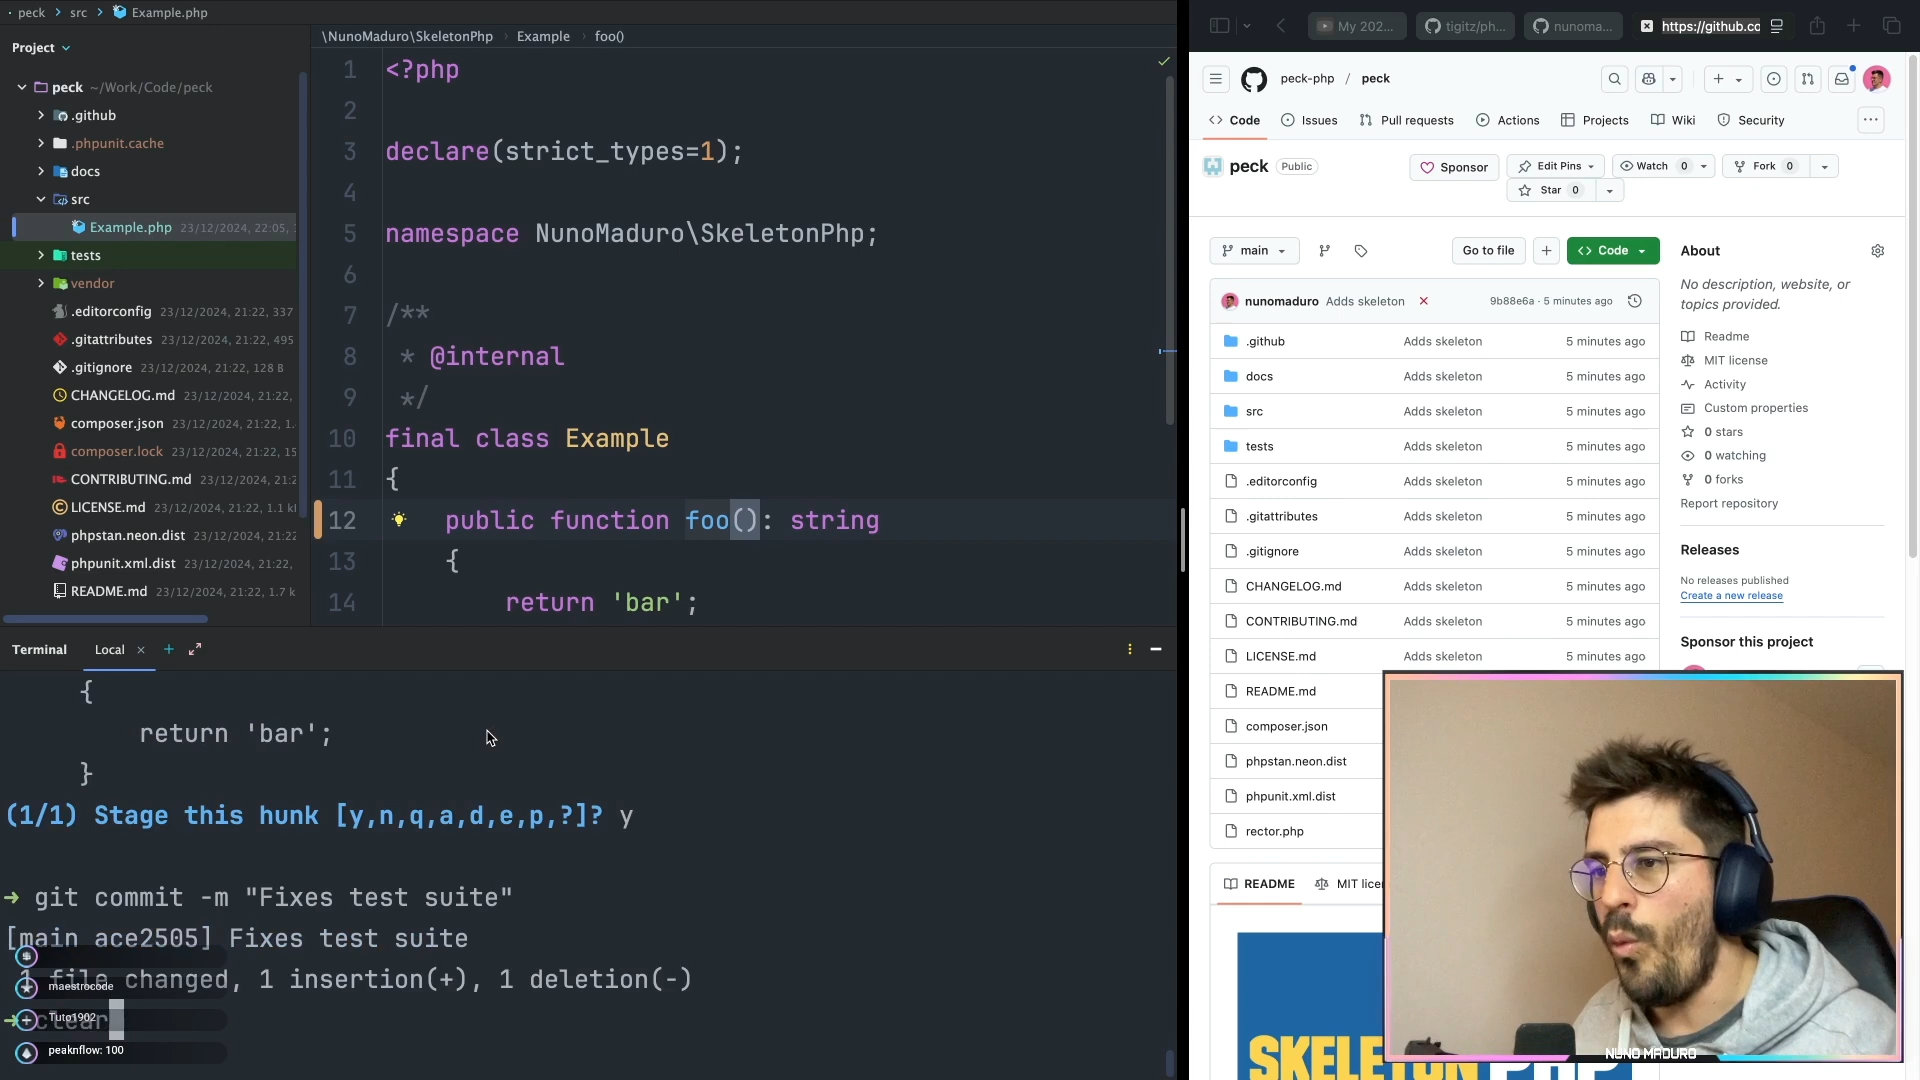 peck > src > Example.php
Project
peck ~/Work/Code/peck
.github
.phpunit.cache
docs
src
Example.php 23/12/2024, 22:05,
tests
vendor
.editorconfig 23/12/2024, 21:22, 337
.gitattributes 23/12/2024, 21:22, 495
.gitignore 23/12/2024, 21:22, 128 B
CHANGELOG.md 23/12/2024, 21:22,
composer.json 23/12/2024, 21:22, 1.
composer.lock 23/12/2024, 21:22, 15
CONTRIBUTING.md 23/12/2024, 21:2
LICENSE.md 23/12/2024, 21:22, 1.1 k
phpstan.neon.dist 23/12/2024, 21:22
phpunit.xml.dist 23/12/2024, 21:22,
README.md 23/12/2024, 21:22, 1.7 k
\NunoMaduro\SkeletonPhp > Example > foo()
1 <?php
2
3 declare(strict_types=1);
4
5 namespace NunoMaduro\SkeletonPhp;
6
7 /**
8 * @internal
9 */
10 final class Example
11 {
12 public function foo(): string
13 {
14 return 'bar';
Terminal Local
{
return 'bar';
}
(1/1) Stage this hunk [y,n,q,a,d,e,p,?]? y
➜ git commit -m "Fixes test suite"
[main ace2505] Fixes test suite
1 file changed, 1 insertion(+), 1 deletion(-)
➜ clear
maestrocode
Tuto1902
peaknflow: 100
My 202...
tigitz/ph...
nunoma...
https://github.co
peck-php / peck
Code Issues Pull requests Actions Projects Wiki Security
peck Public
Sponsor Edit Pins Watch 0 Fork 0
Star 0
main Go to file Code
nunomaduro Adds skeleton 9b88e6a · 5 minutes ago
.github Adds skeleton 5 minutes ago
docs Adds skeleton 5 minutes ago
src Adds skeleton 5 minutes ago
tests Adds skeleton 5 minutes ago
.editorconfig Adds skeleton 5 minutes ago
.gitattributes Adds skeleton 5 minutes ago
.gitignore Adds skeleton 5 minutes ago
CHANGELOG.md Adds skeleton 5 minutes ago
CONTRIBUTING.md Adds skeleton 5 minutes ago
LICENSE.md Adds skeleton 5 minutes ago
README.md
composer.json
phpstan.neon.dist
phpunit.xml.dist
rector.php
README MIT licen
SKELE
PHP
About
No description, website, or
topics provided.
Readme
MIT license
Activity
Custom properties
0 stars
0 watching
0 forks
Report repository
Releases
No releases published
Create a new release
Sponsor this project
NUNO MADURO